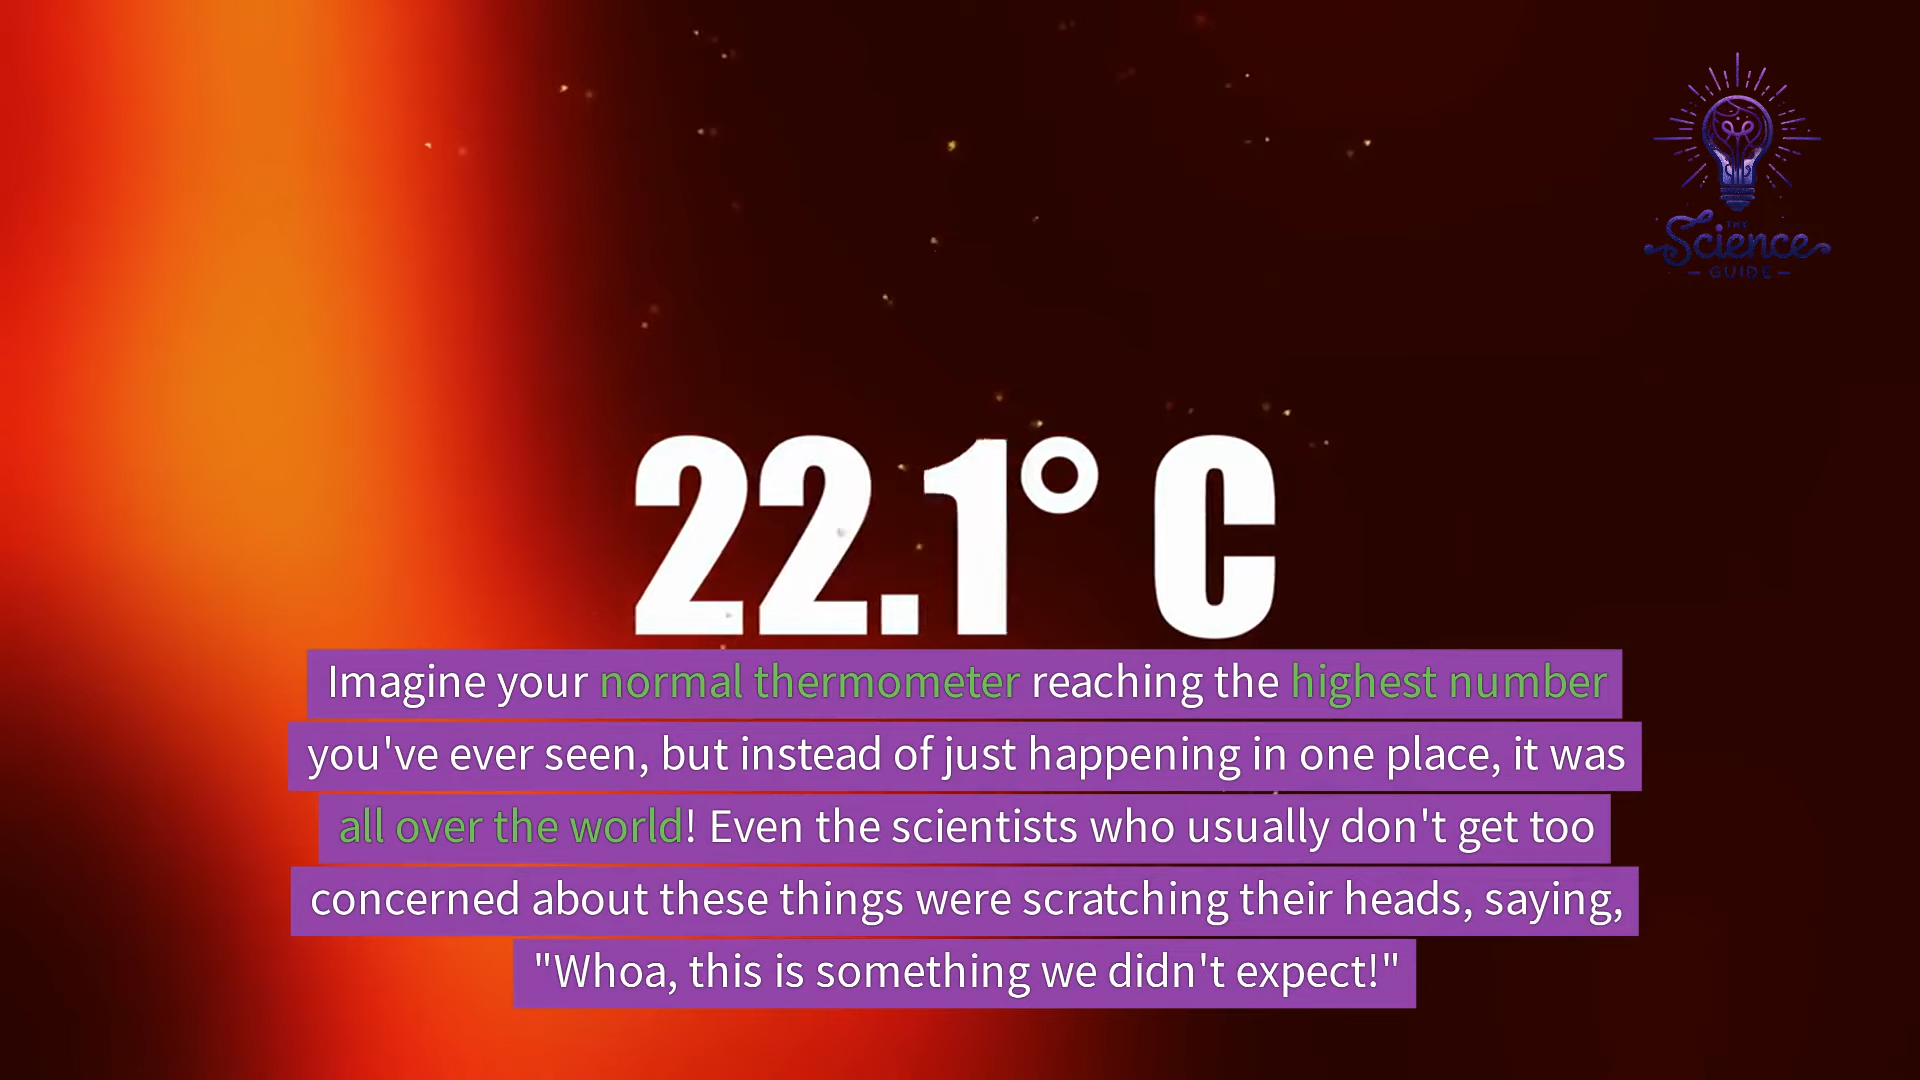 THE
Science
GUIDE
22.1° C
Imagine your normal thermometer reaching the highest number
you've ever seen, but instead of just happening in one place, it was
all over the world! Even the scientists who usually don't get too
concerned about these things were scratching their heads, saying,
"Whoa, this is something we didn't expect!"